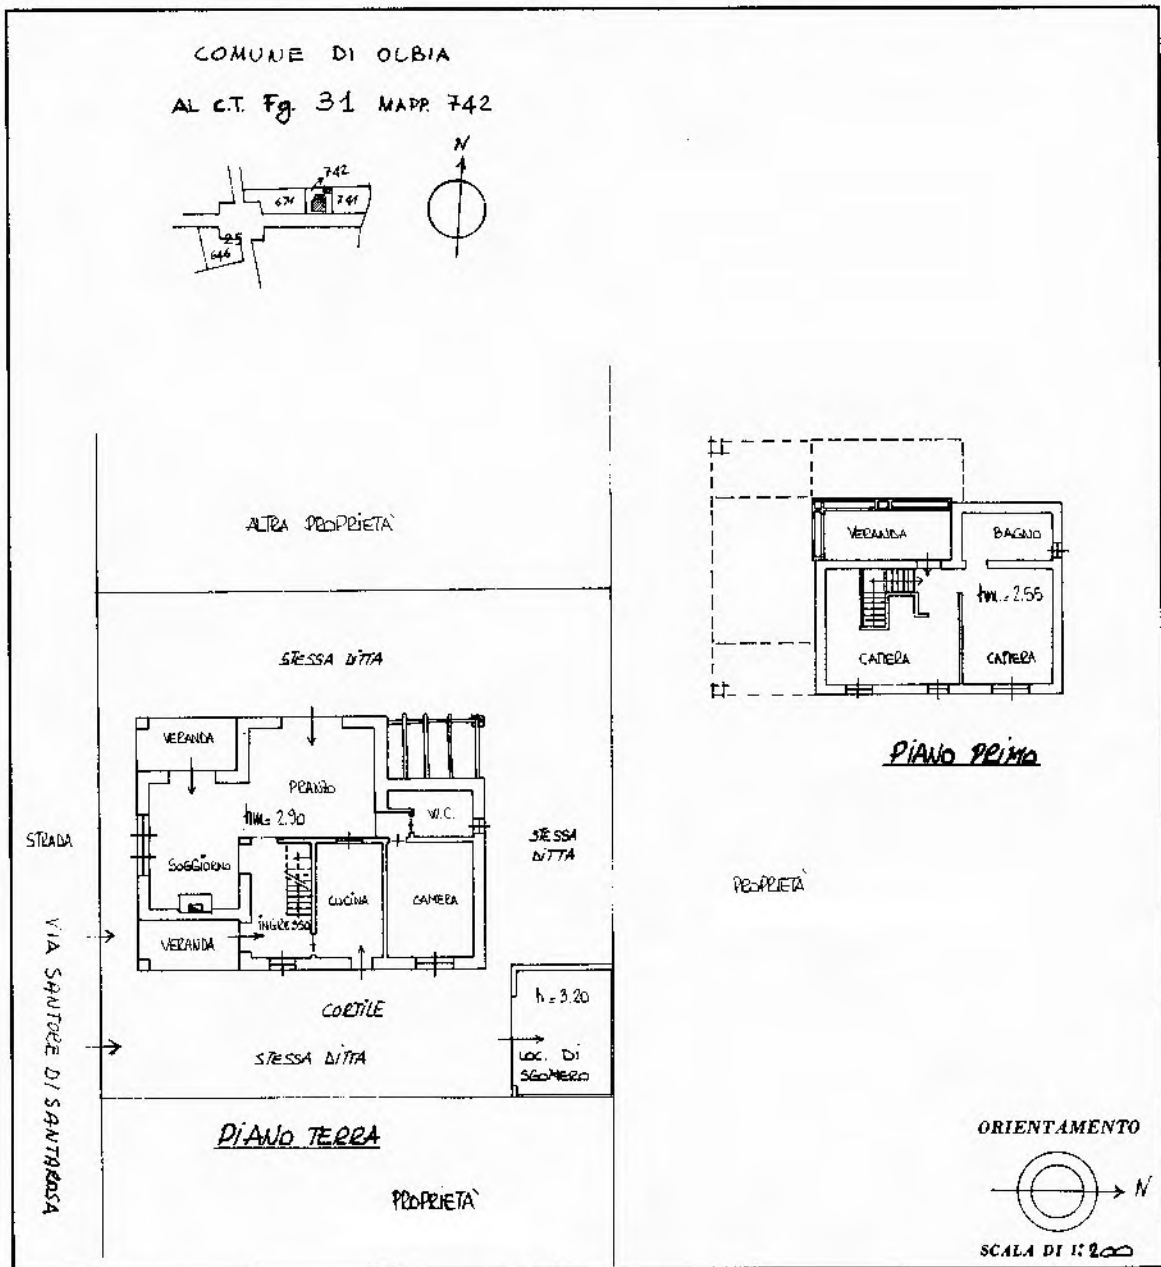 COMUNE DI OLBIA
AL C.T. Fg. 31 MAPP. 742
N
742
671
741
25
646
ALTRA PROPRIETÀ
STESSA DITTA
VERANDA
PRANZO
hm= 2.90
W.C.
STRADA
SOGGIORNO
CUCINA
CAMERA
INGRESSO
VERANDA
STESSA
DITTA
VIA SANTORE DI SANTAROSA
CORTILE
STESSA DITTA
h = 3.20
LOC. DI
SGOMERO
PIANO TERRA
PROPRIETÀ
VERANDA
BAGNO
hm. = 2.55
CAMERA
CAMERA
PIANO PRIMO
PROPRIETÀ
ORIENTAMENTO
N
SCALA DI 1: 200